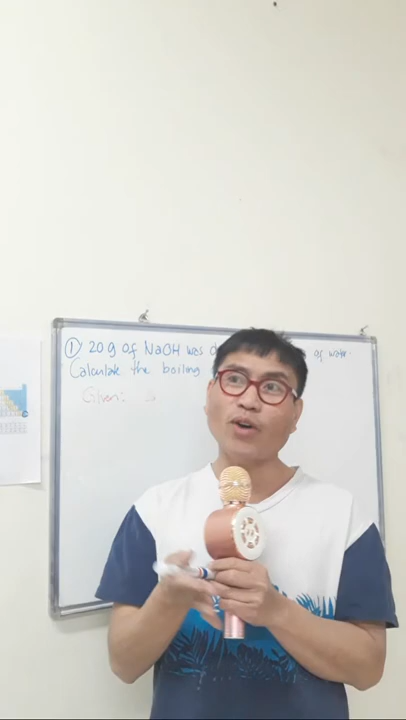 ① 20 g of NaOH was of water.
Calculate the boiling
Given: